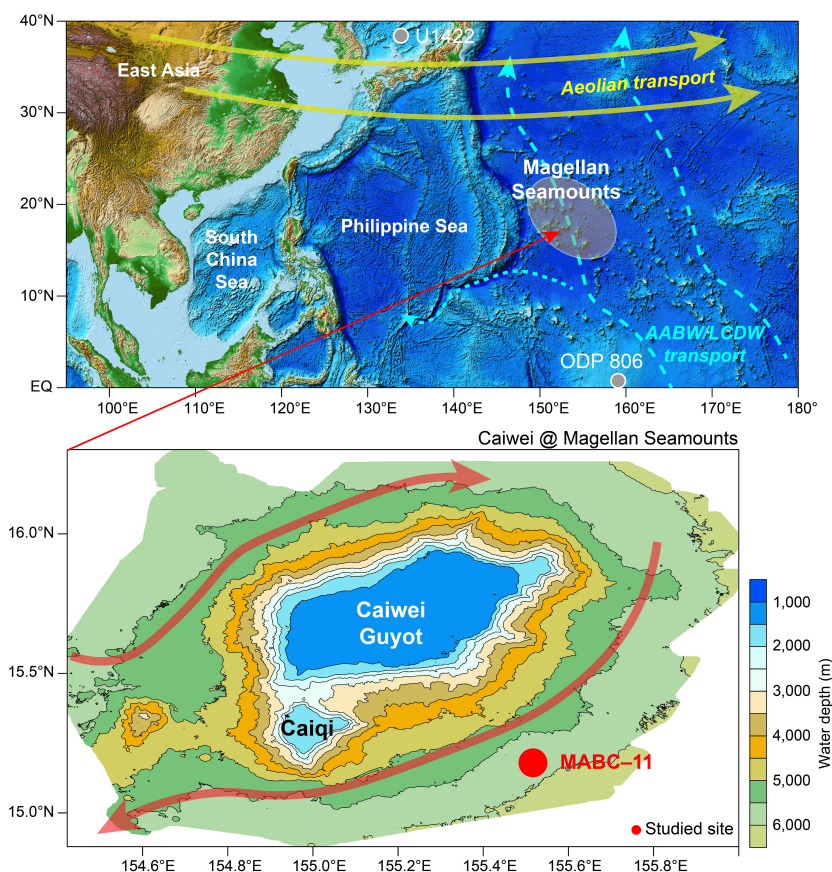 40°N
30°N
20°N
10°N
EQ
U1422
East Asia
Aeolian transport
Magellan
Seamounts
Philippine Sea
South
China
Sea
AABW/LCDW
transport
ODP 806
100°E
110°E
120°E
130°E
140°E
150°E
160°E
170°E
180°
Caiwei @ Magellan Seamounts
16.0°N
15.5°N
15.0°N
Caiwei
Guyot
Caiqi
MABC–11
Studied site
154.6°E
154.8°E
155.0°E
155.2°E
155.4°E
155.6°E
155.8°E
1,000
2,000
3,000
4,000
5,000
6,000
Water depth (m)